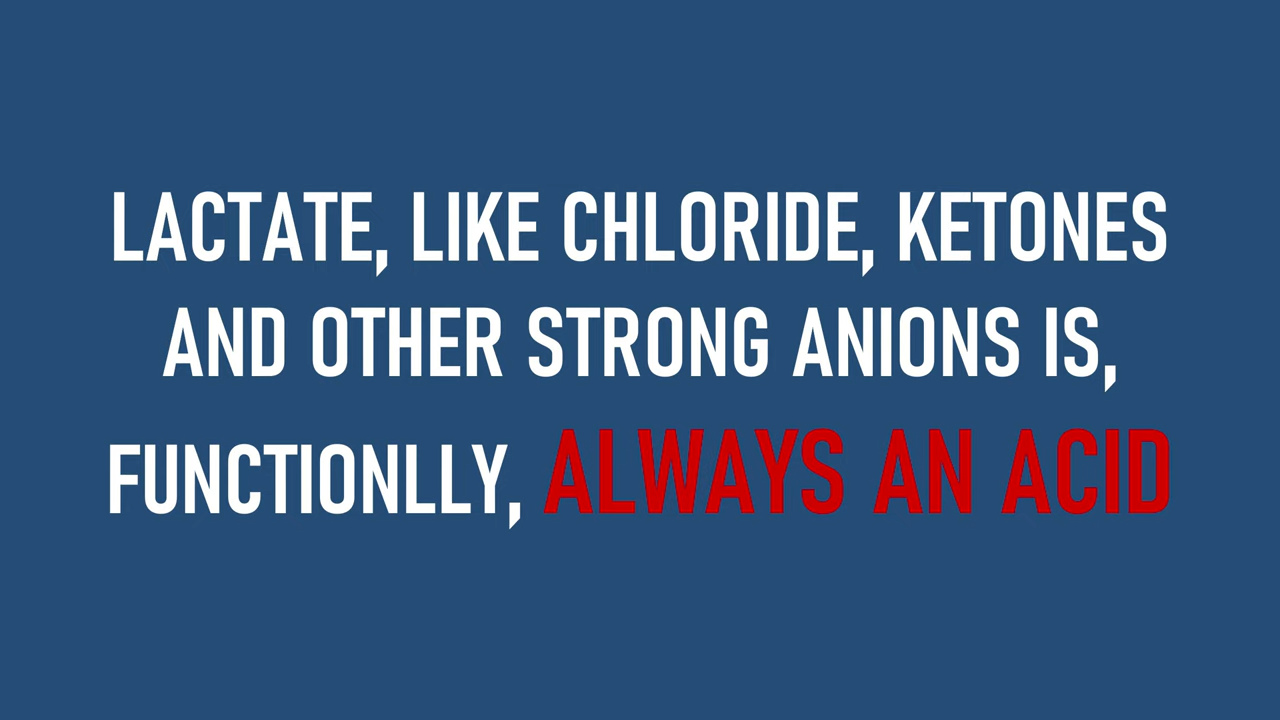 LACTATE, LIKE CHLORIDE, KETONES
AND OTHER STRONG ANIONS IS,
FUNCTIONLLY, ALWAYS AN ACID